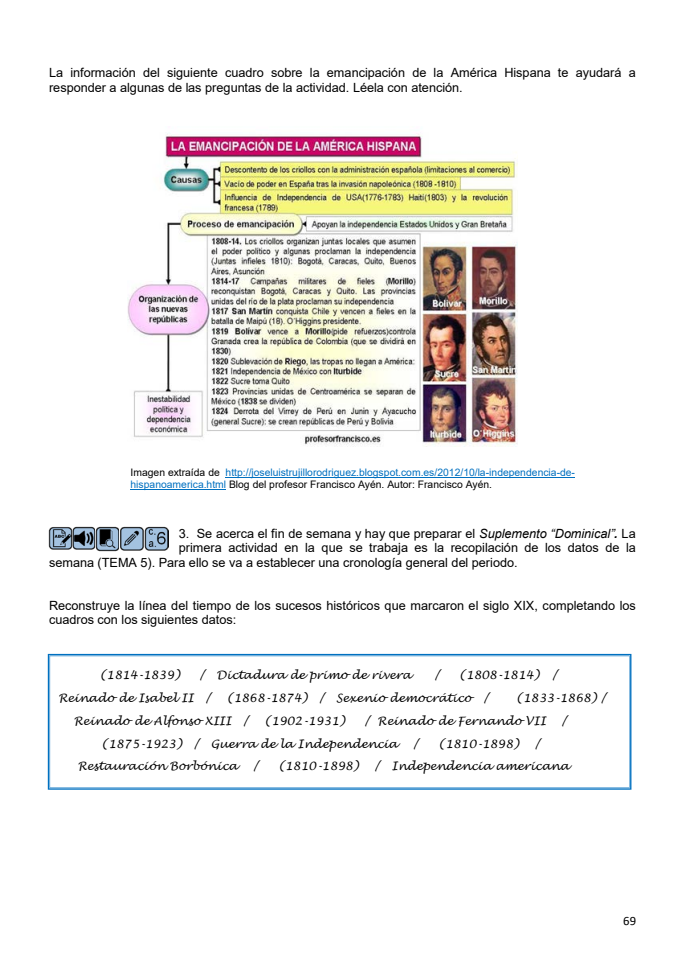 La información del siguiente cuadro sobre la emancipación de la América Hispana te ayudará a
responder a algunas de las preguntas de la actividad. Léela con atención.
LA EMANCIPACIÓN DE LA AMÉRICA HISPANA
Causas
Descontento de los criollos con la administración española (limitaciones al comercio)
Vacío de poder en España tras la invasión napoleónica (1808 -1810)
Influencia de Independencia de USA(1776-1783) Haití(1803) y la revolución
francesa (1789)
Proceso de emancipación
Apoyan la independencia Estados Unidos y Gran Bretaña
Organización de
las nuevas
repúblicas
Inestabilidad
política y
dependencia
económica
1808-14. Los criollos organizan juntas locales que asumen
el poder político y algunas proclaman la independencia
(Juntas infieles 1810): Bogotá, Caracas, Quito, Buenos
Aires, Asunción
1814-17 Campañas militares de fieles (Morillo)
reconquistan Bogotá, Caracas y Quito. Las provincias
unidas del río de la plata proclaman su independencia
1817 San Martín conquista Chile y vencen a fieles en la
batalla de Maipú (18). O'Higgins presidente.
1819 Bolívar vence a Morillo(pide refuerzos)controla
Granada crea la república de Colombia (que se dividirá en
1830)
1820 Sublevación de Riego, las tropas no llegan a América:
1821 Independencia de México con Iturbide
1822 Sucre toma Quito
1823 Provincias unidas de Centroamérica se separan de
México (1838 se dividen)
1824 Derrota del Virrey de Perú en Junín y Ayacucho
(general Sucre): se crean repúblicas de Perú y Bolivia
profesorfrancisco.es
Bolívar
Morillo
Sucre
San Martín
Iturbide
O'Higgins
Imagen extraída de http://joseluistrujillorodriguez.blogspot.com.es/2012/10/la-independencia-de-
hispanoamerica.html Blog del profesor Francisco Ayén. Autor: Francisco Ayén.
ABC
C.
a. 6
3. Se acerca el fin de semana y hay que preparar el Suplemento “Dominical”. La
primera actividad en la que se trabaja es la recopilación de los datos de la
semana (TEMA 5). Para ello se va a establecer una cronología general del periodo.
Reconstruye la línea del tiempo de los sucesos históricos que marcaron el siglo XIX, completando los
cuadros con los siguientes datos:
(1814-1839) / Dictadura de primo de rivera / (1808-1814) /
Reinado de Isabel II / (1868-1874) / Sexenio democrático / (1833-1868) /
Reinado de Alfonso XIII / (1902-1931) / Reinado de Fernando VII /
(1875-1923) / Guerra de la Independencia / (1810-1898) /
Restauración Borbónica / (1810-1898) / Independencia americana
69